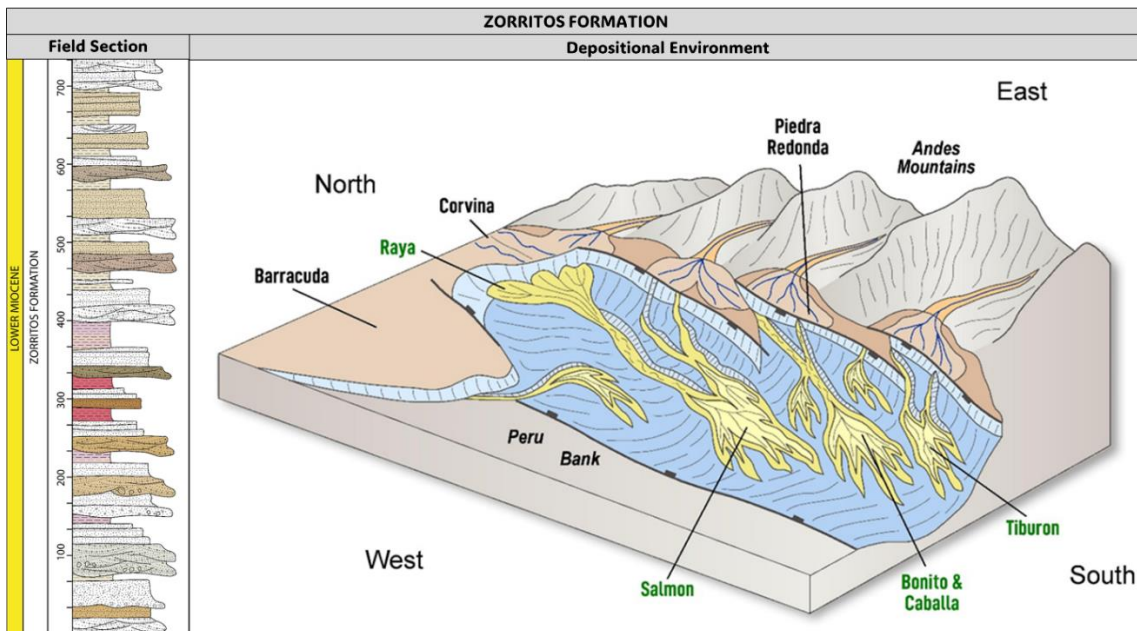 ZORRITOS FORMATION
Field Section
Depositional Environment
LOWER MIOCENE
ZORRITOS FORMATION
700
600
500
400
300
200
100
East
Piedra
Redonda
Andes
Mountains
North
Corvina
Raya
Barracuda
Peru
Bank
Tiburon
West
Salmon
Bonito &
Caballa
South